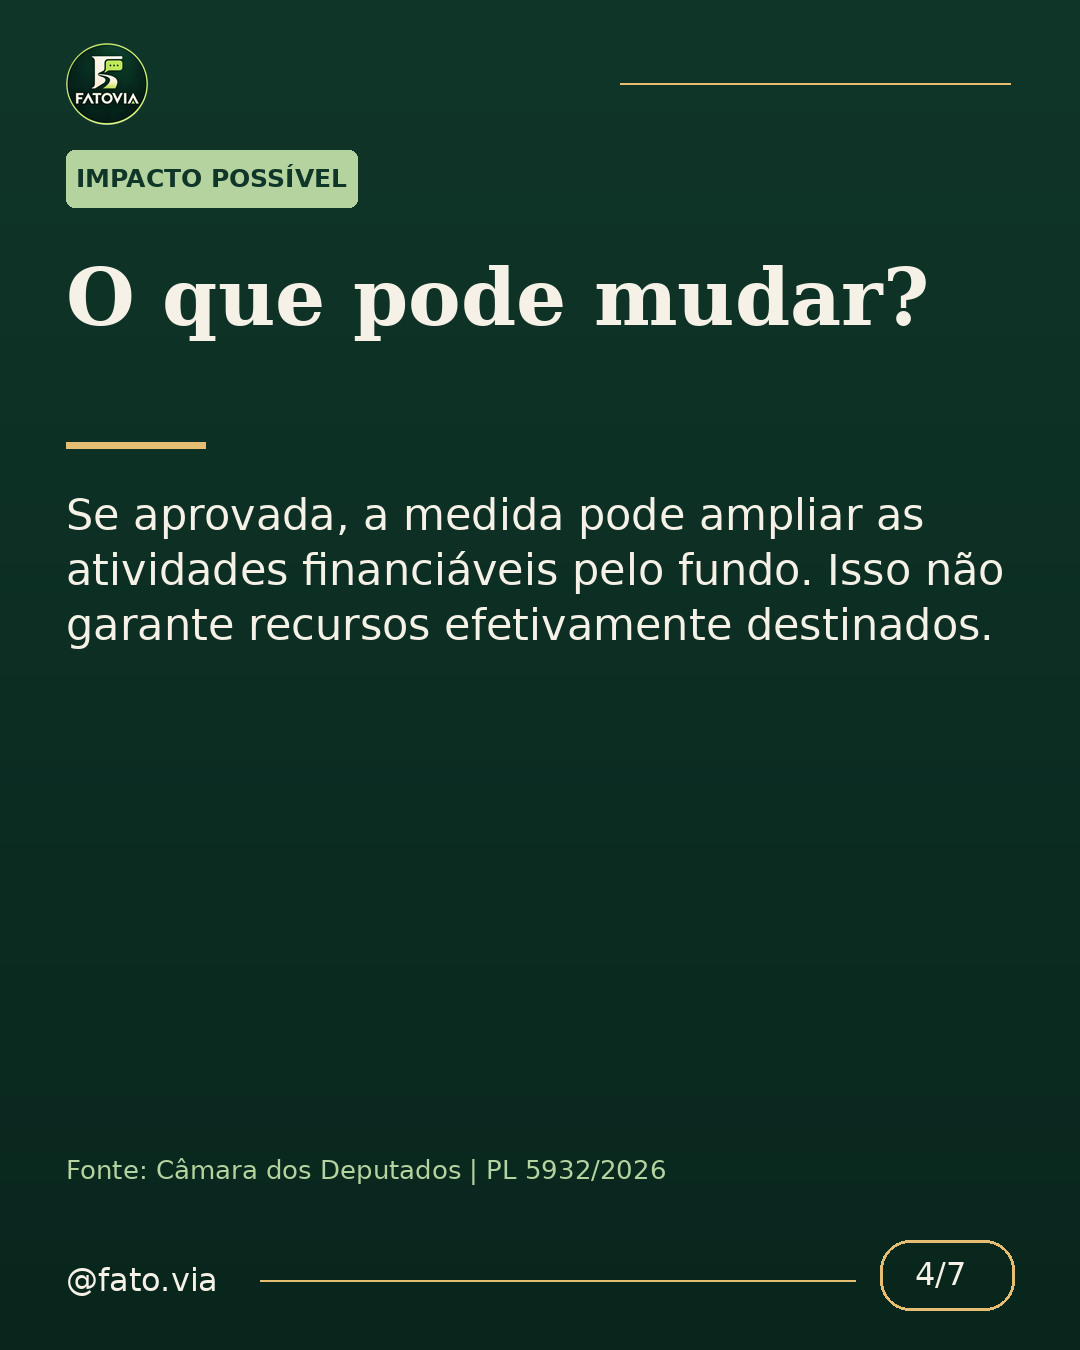 FATOVIA
IMPACTO POSSÍVEL
O que pode mudar?
Se aprovada, a medida pode ampliar as
atividades financiáveis pelo fundo. Isso não
garante recursos efetivamente destinados.
Fonte: Câmara dos Deputados | PL 5932/2026
@fato.via
4/7